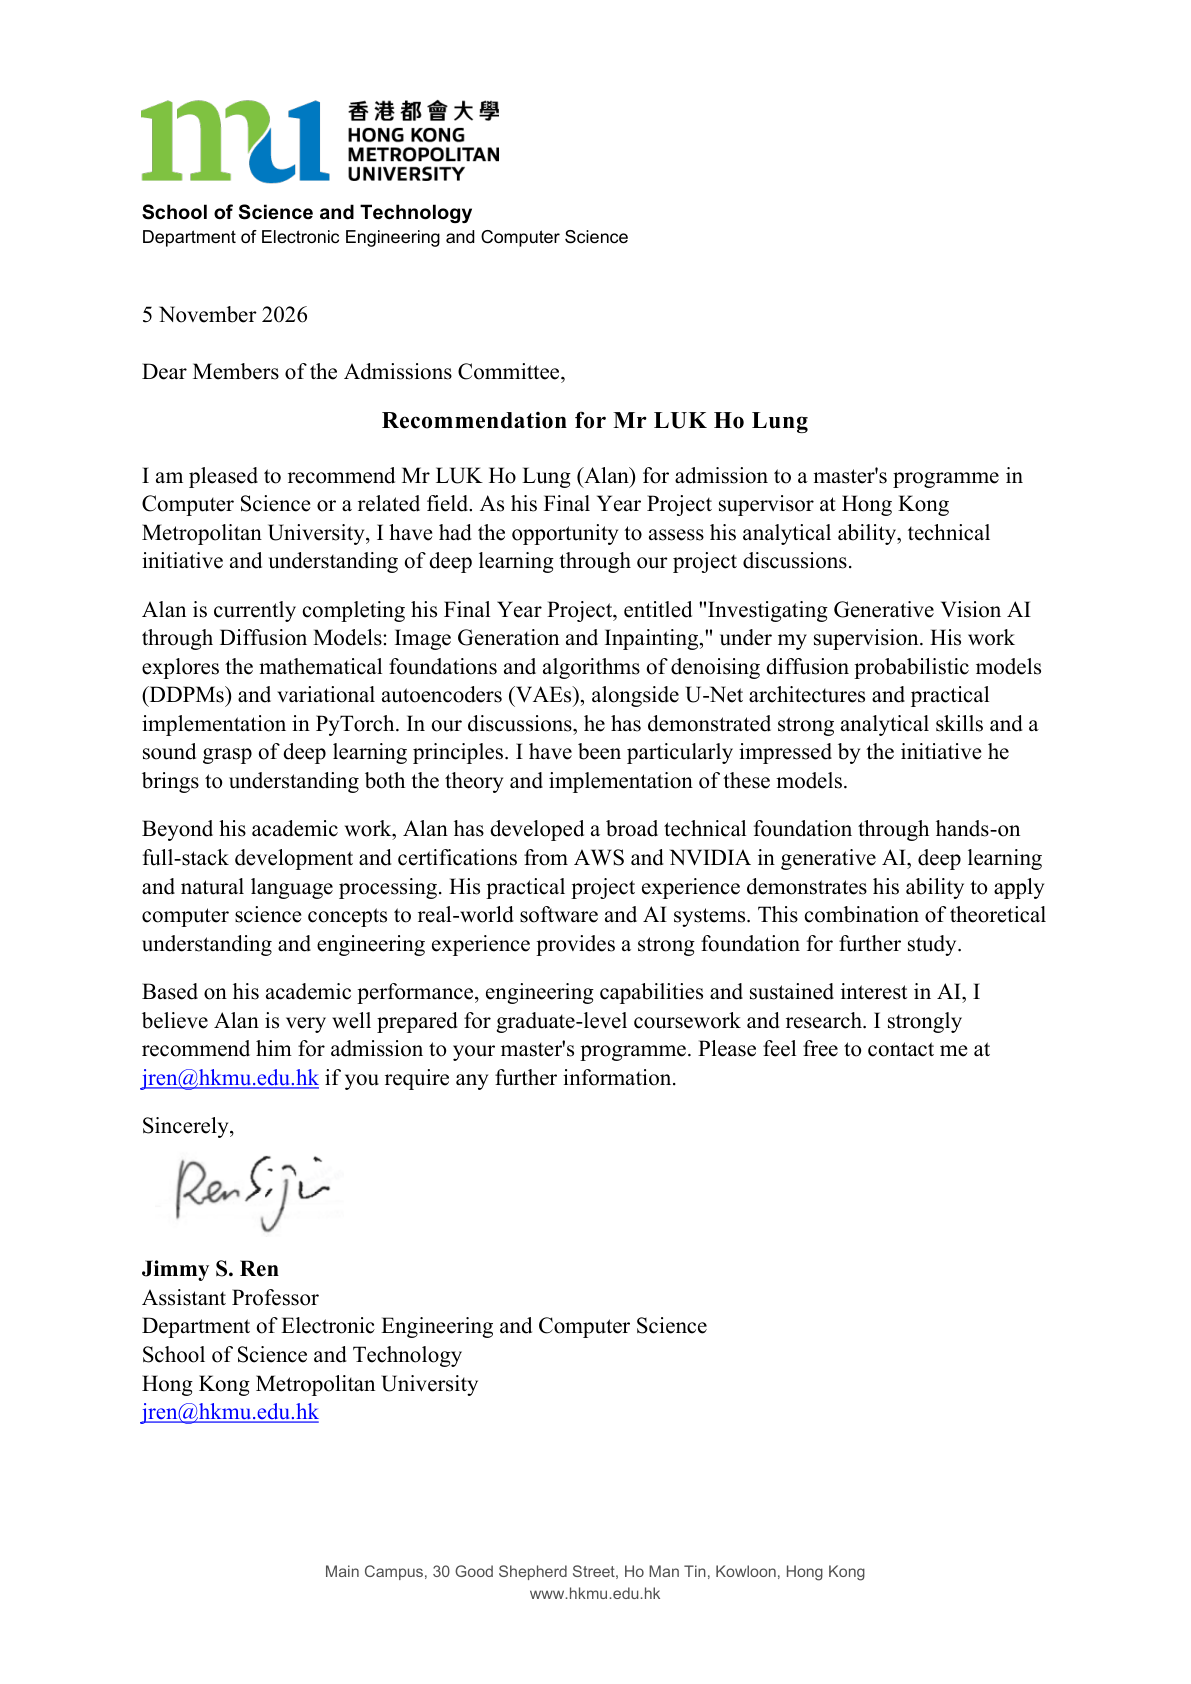 香港都會大學
HONG KONG
METROPOLITAN
UNIVERSITY
School of Science and Technology
Department of Electronic Engineering and Computer Science
5 November 2026
Dear Members of the Admissions Committee,
Recommendation for Mr LUK Ho Lung
I am pleased to recommend Mr LUK Ho Lung (Alan) for admission to a master's programme in
Computer Science or a related field. As his Final Year Project supervisor at Hong Kong
Metropolitan University, I have had the opportunity to assess his analytical ability, technical
initiative and understanding of deep learning through our project discussions.
Alan is currently completing his Final Year Project, entitled "Investigating Generative Vision AI
through Diffusion Models: Image Generation and Inpainting," under my supervision. His work
explores the mathematical foundations and algorithms of denoising diffusion probabilistic models
(DDPMs) and variational autoencoders (VAEs), alongside U-Net architectures and practical
implementation in PyTorch. In our discussions, he has demonstrated strong analytical skills and a
sound grasp of deep learning principles. I have been particularly impressed by the initiative he
brings to understanding both the theory and implementation of these models.
Beyond his academic work, Alan has developed a broad technical foundation through hands-on
full-stack development and certifications from AWS and NVIDIA in generative AI, deep learning
and natural language processing. His practical project experience demonstrates his ability to apply
computer science concepts to real-world software and AI systems. This combination of theoretical
understanding and engineering experience provides a strong foundation for further study.
Based on his academic performance, engineering capabilities and sustained interest in AI, I
believe Alan is very well prepared for graduate-level coursework and research. I strongly
recommend him for admission to your master's programme. Please feel free to contact me at
jren@hkmu.edu.hk if you require any further information.
Sincerely,
Ren Sijie
Jimmy S. Ren
Assistant Professor
Department of Electronic Engineering and Computer Science
School of Science and Technology
Hong Kong Metropolitan University
jren@hkmu.edu.hk
Main Campus, 30 Good Shepherd Street, Ho Man Tin, Kowloon, Hong Kong
www.hkmu.edu.hk